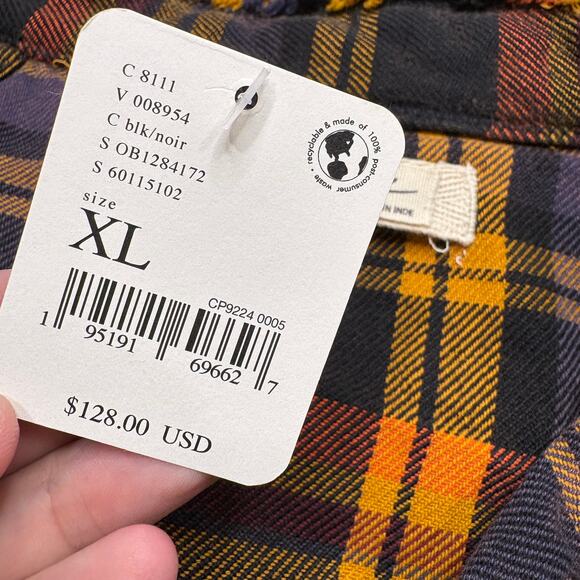 C 8111
V 008954
C blk/noir
S OB1284172
S 60115102
size
XL
recyclable & made of 100% post-consumer waste
CP9224 0005
1 95191 69662 7
$128.00 USD
N INDE